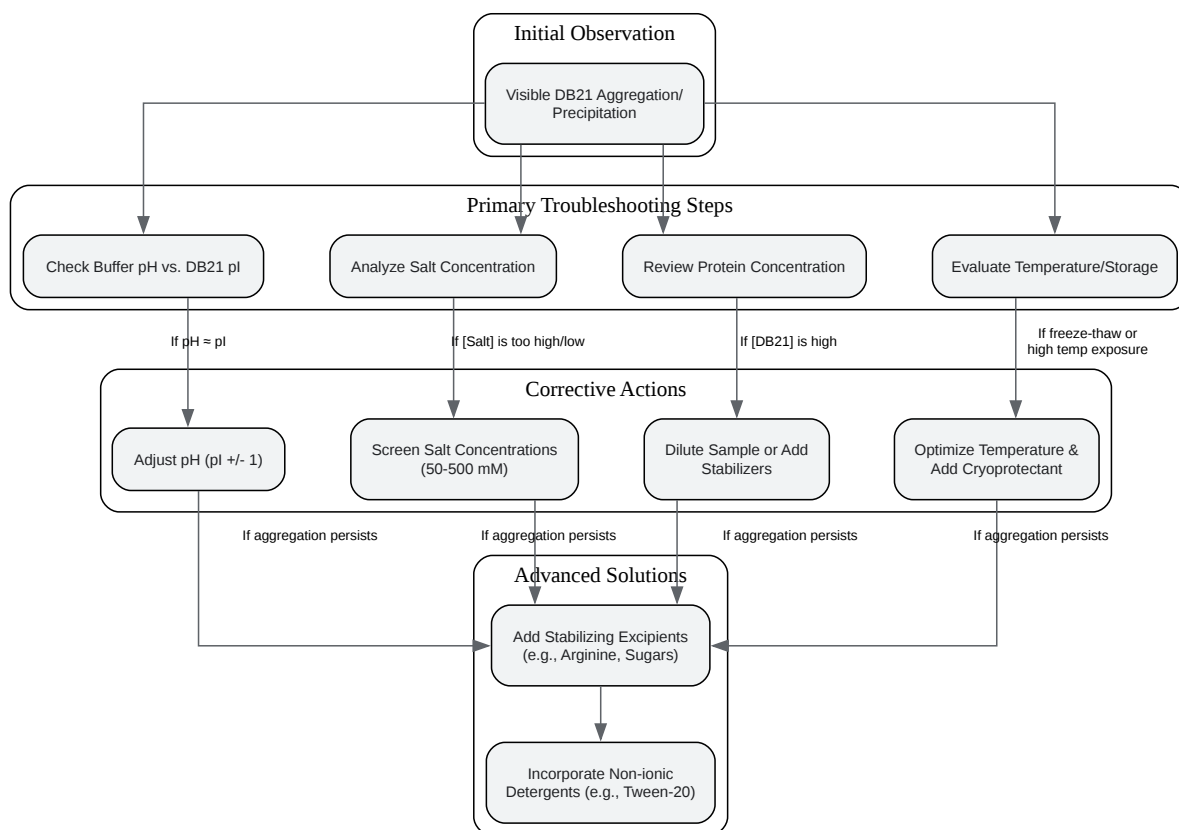 Initial Observation
Visible DB21 Aggregation/
Precipitation
Primary Troubleshooting Steps
Check Buffer pH vs. DB21 pI
Analyze Salt Concentration
Review Protein Concentration
Evaluate Temperature/Storage
If pH ≈ pI
If [Salt] is too high/low
If [DB21] is high
If freeze-thaw or
high temp exposure
Corrective Actions
Adjust pH (pI +/- 1)
Screen Salt Concentrations
(50-500 mM)
Dilute Sample or Add
Stabilizers
Optimize Temperature &
Add Cryoprotectant
If aggregation persists
If aggregation persists
If aggregation persists
If aggregation persists
Advanced Solutions
Add Stabilizing Excipients
(e.g., Arginine, Sugars)
Incorporate Non-ionic
Detergents (e.g., Tween-20)